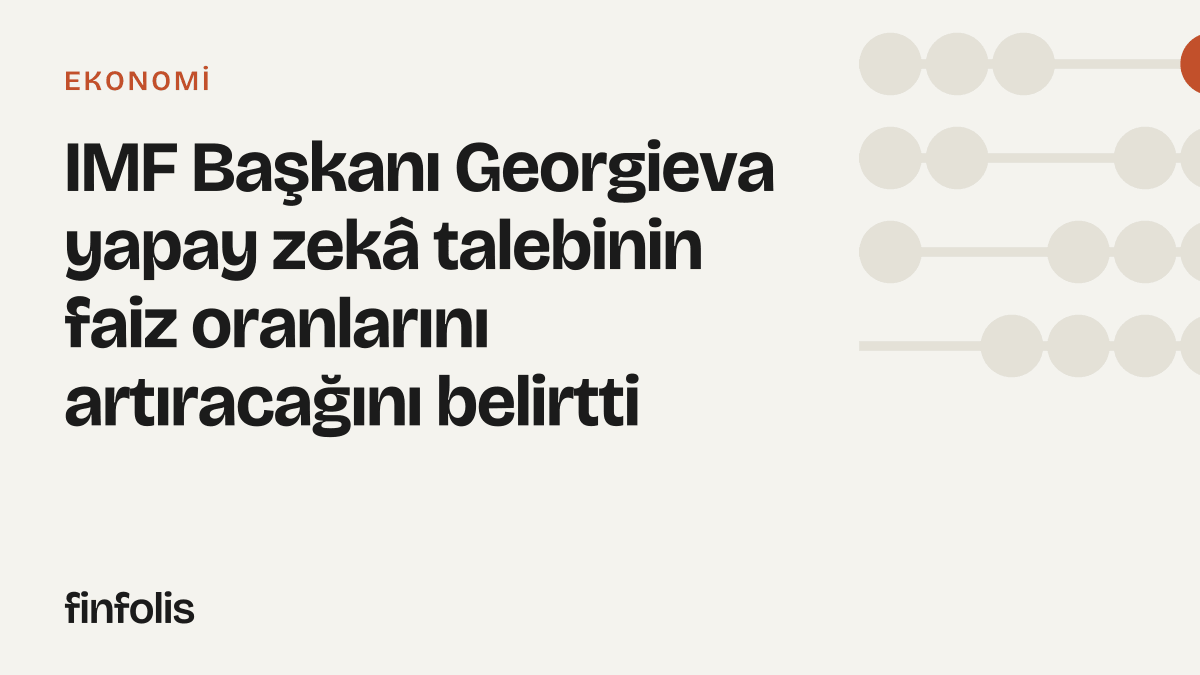 EKONOMİ
IMF Başkanı Georgieva
yapay zekâ talebinin
faiz oranlarını
artıracağını belirtti
finfolis